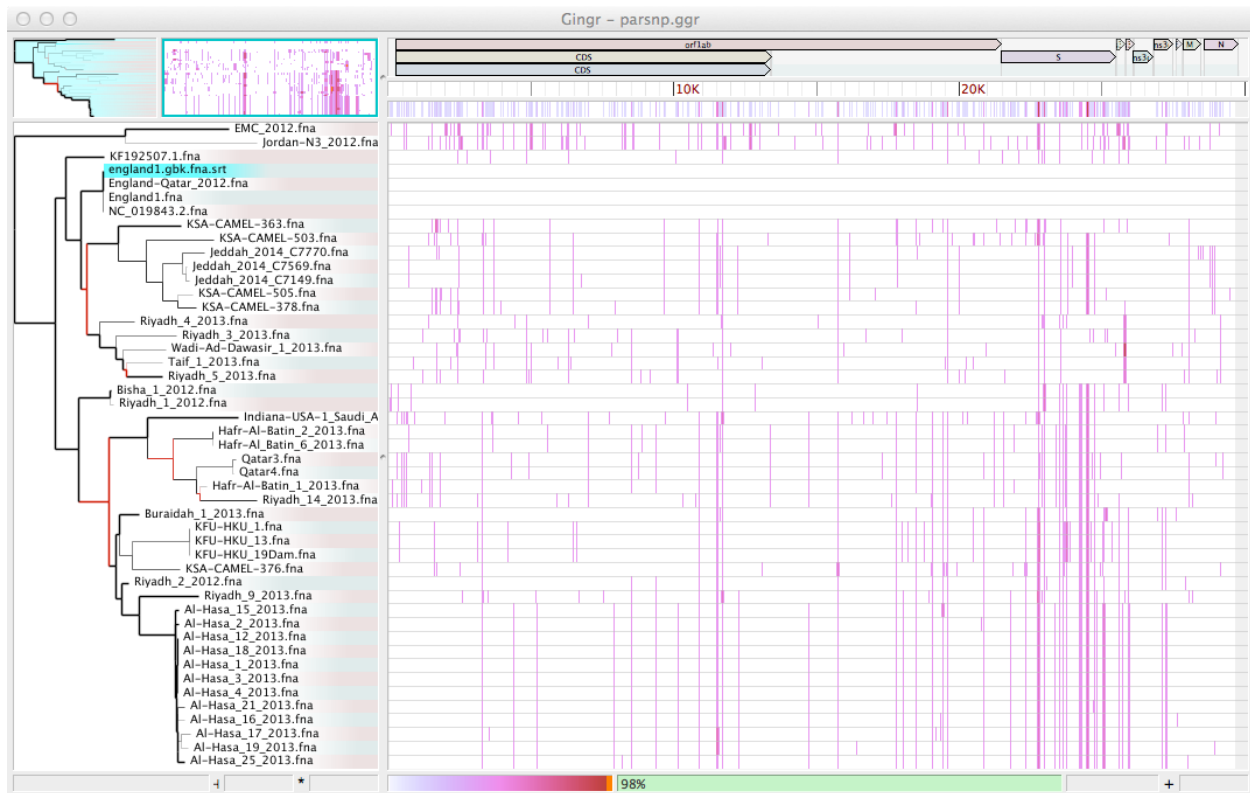 Gingr - parsnp.ggr
orf1ab
CDS
S
ns3
M
N
CDS
ns3
10K
20K
EMC_2012.fna
Jordan-N3_2012.fna
KF192507.1.fna
england1.gbk.fna.srt
England-Qatar_2012.fna
England1.fna
NC_019843.2.fna
KSA-CAMEL-363.fna
KSA-CAMEL-503.fna
Jeddah_2014_C7770.fna
Jeddah_2014_C7569.fna
Jeddah_2014_C7149.fna
KSA-CAMEL-505.fna
KSA-CAMEL-378.fna
Riyadh_4_2013.fna
Riyadh_3_2013.fna
Wadi-Ad-Dawasir_1_2013.fna
Taif_1_2013.fna
Riyadh_5_2013.fna
Bisha_1_2012.fna
Riyadh_1_2012.fna
Indiana-USA-1_Saudi_A
Hafr-Al-Batin_2_2013.fna
Hafr-Al_Batin_6_2013.fna
Qatar3.fna
Qatar4.fna
Hafr-Al-Batin_1_2013.fna
Riyadh_14_2013.fna
Buraidah_1_2013.fna
KFU-HKU_1.fna
KFU-HKU_13.fna
KFU-HKU_19Dam.fna
KSA-CAMEL-376.fna
Riyadh_2_2012.fna
Riyadh_9_2013.fna
Al-Hasa_15_2013.fna
Al-Hasa_2_2013.fna
Al-Hasa_12_2013.fna
Al-Hasa_18_2013.fna
Al-Hasa_1_2013.fna
Al-Hasa_3_2013.fna
Al-Hasa_4_2013.fna
Al-Hasa_21_2013.fna
Al-Hasa_16_2013.fna
Al-Hasa_17_2013.fna
Al-Hasa_19_2013.fna
Al-Hasa_25_2013.fna
* 98% +